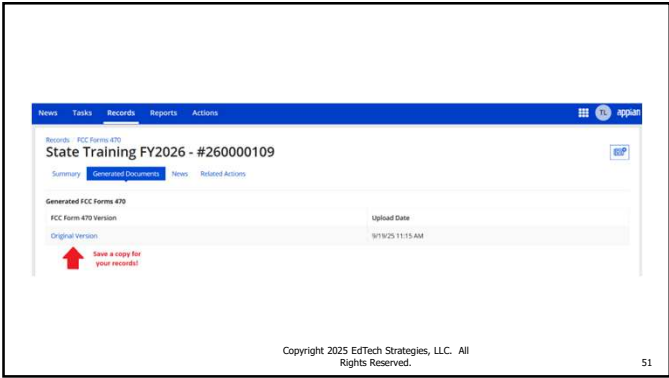 News Tasks Records Reports Actions TL appian
Records FCC Forms 470
State Training FY2026 - #260000109
Summary Generated Documents News Related Actions
Generated FCC Forms 470
FCC Form 470 Version Upload Date
Original Version 9/19/25 11:15 AM
Save a copy for
your records!
Copyright 2025 EdTech Strategies, LLC. All
Rights Reserved.
51